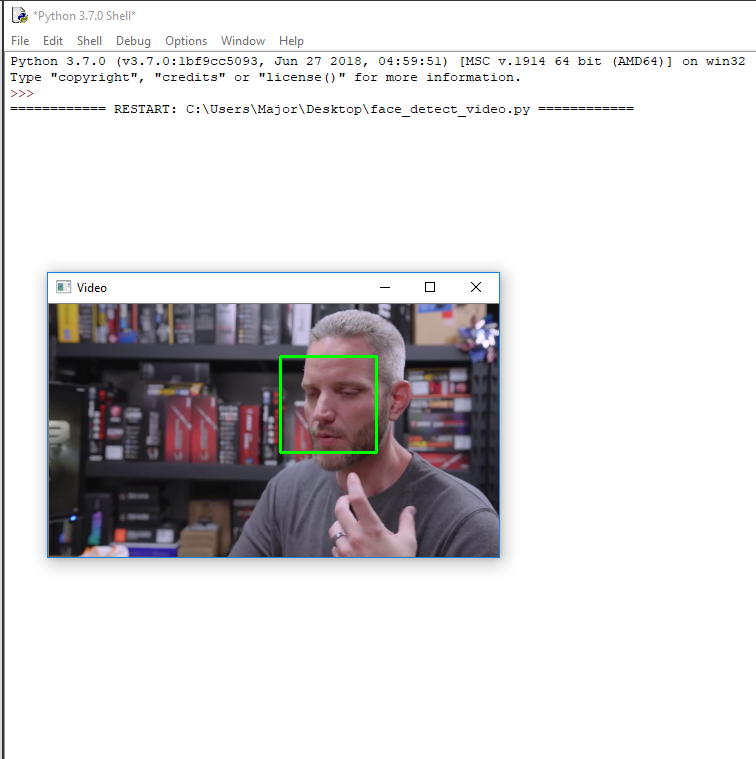 *Python 3.7.0 Shell*
File Edit Shell Debug Options Window Help
Python 3.7.0 (v3.7.0:1bf9cc5093, Jun 27 2018, 04:59:51) [MSC v.1914 64 bit (AMD64)] on win32
Type "copyright", "credits" or "license()" for more information.
>>>
============ RESTART: C:\Users\Major\Desktop\face_detect_video.py ============
Video